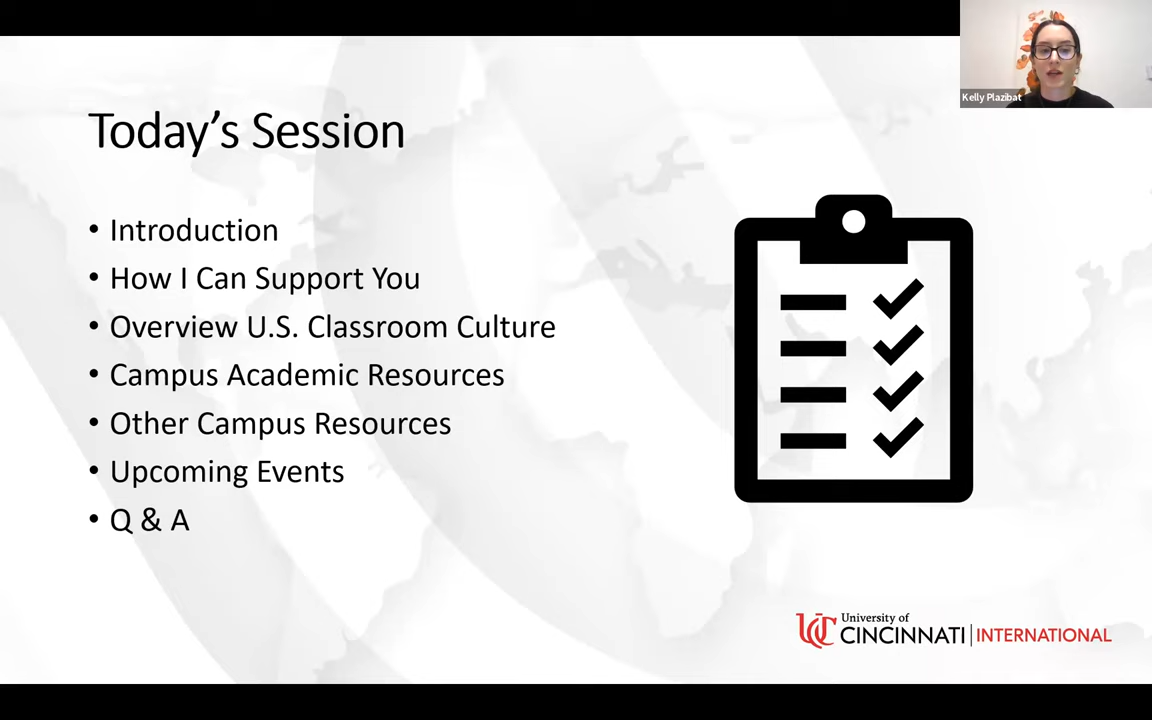 Kelly Plazibat
Today's Session
• Introduction
• How I Can Support You
• Overview U.S. Classroom Culture
• Campus Academic Resources
• Other Campus Resources
• Upcoming Events
• Q & A
UC University of
CINCINNATI | INTERNATIONAL